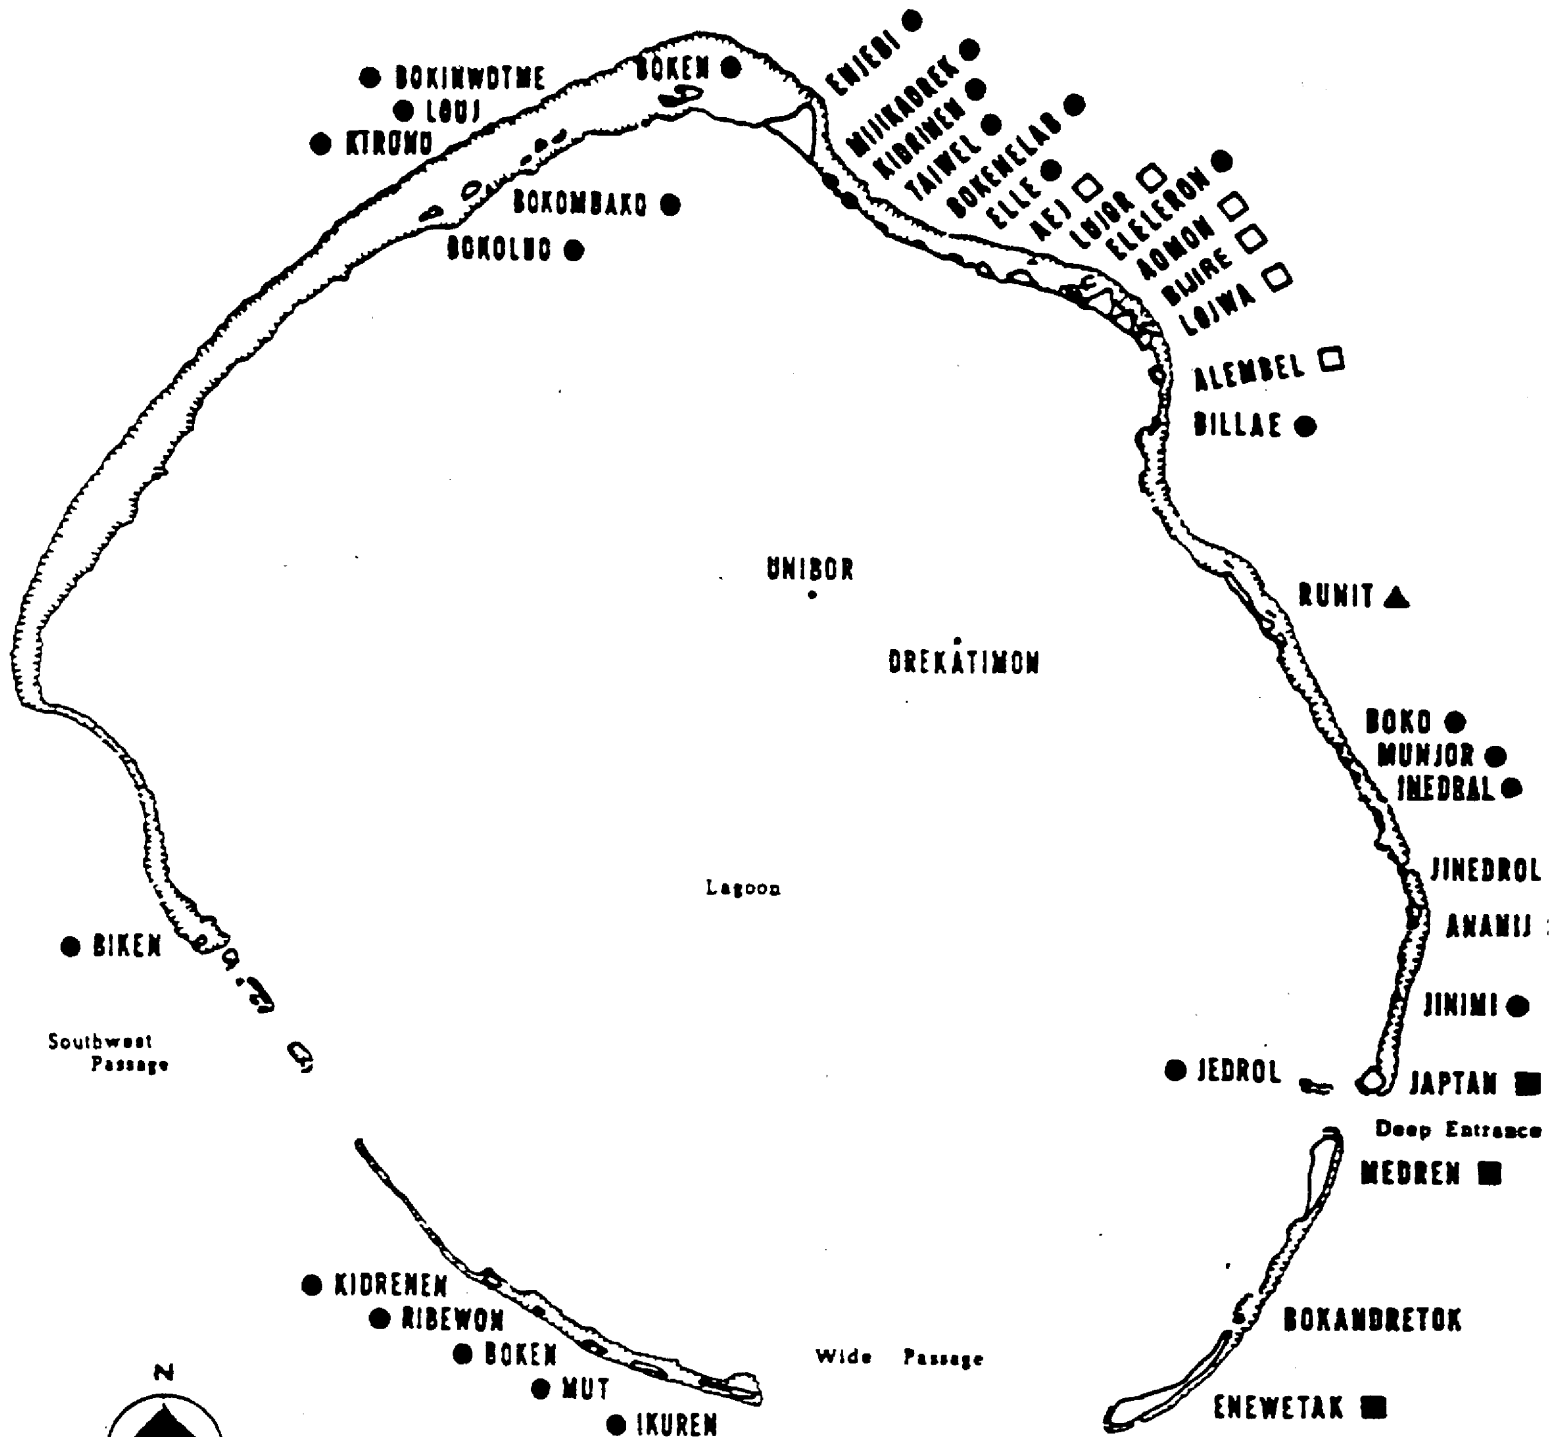 BOKINWOTME
LOUJ
KIRUNU
BOKEN
BOKOMBAKO
BOKOLUO
ENJEBI
MIJIKADREK
KIDRINEN
TAIWEL
BOKENELAB
ELLE
AEJ
LUJOR
ELELERON
AOMON
BIJIRE
LOJWA
ALEMBEL
BILLAE
UNIBOR
DREKATIMON
RUNIT
BOKO
MUNJOR
INEDRAL
JINEDROL
ANANIJ
JINIMI
JAPTAN
JEDROL
Deep Entrance
MEDREN
BOKANDRETOK
ENEWETAK
Lagoon
BIKEN
Southwest
Passage
KIDRENEN
RIBEWON
BOKEN
MUT
IKUREN
Wide Passage
N